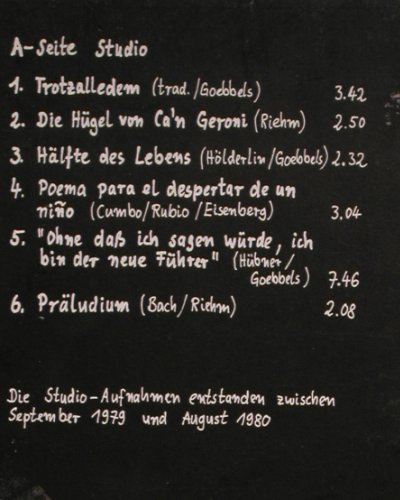 A-Seite Studio
1. Trotzalledem (trad./Goebbels) 3.42
2. Die Hügel von Ca'n Geroni (Riehm) 2.50
3. Hälfte des Lebens (Hölderlin/Goebbels) 2.32
4. Poema para el despertar de un
niño (Cumbo/Rubio/Eisenberg) 3.04
5. "Ohne daß ich sagen würde, ich
bin der neue Führer" (Hübner/
Goebbels) 7.46
6. Präludium (Bach/Riehm) 2.08
Die Studio-Aufnahmen entstanden zwischen
September 1979 und August 1980